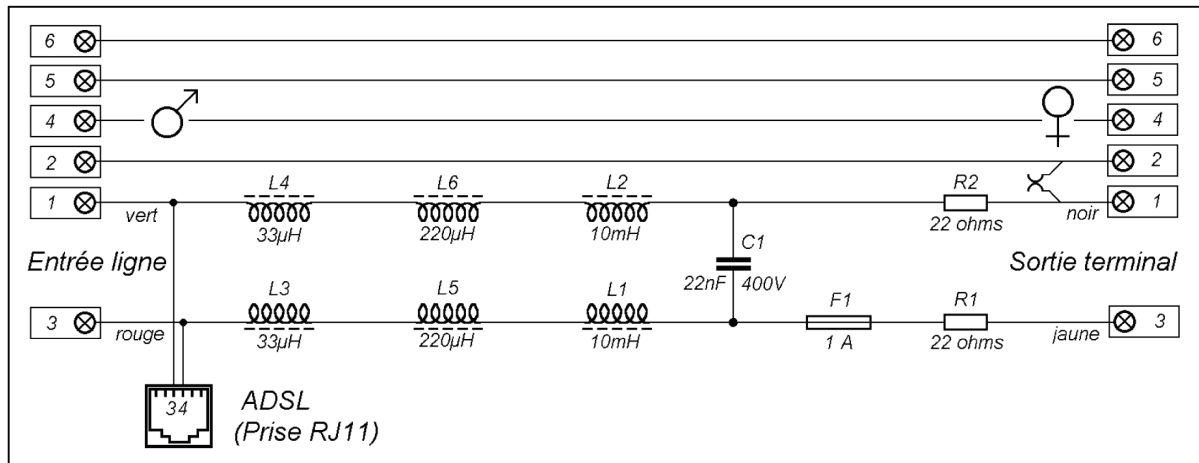 6 6
5 5
4 4
2 2
L4 L6 L2 R2
1 1
vert noir
33µH 220µH 10mH 22 ohms
C1
Entrée ligne Sortie terminal
22nF 400V
L3 L5 L1 F1 R1
3 3
rouge jaune
33µH 220µH 10mH 1 A 22 ohms
34
ADSL
(Prise RJ11)